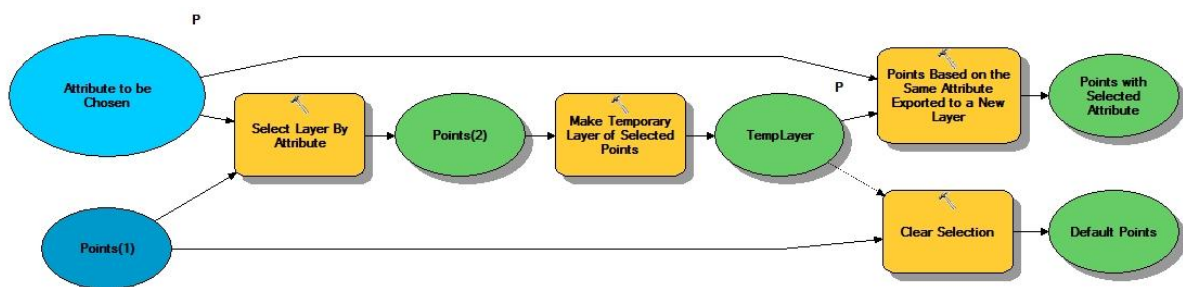 P
Attribute to be
Chosen
Select Layer By
Attribute
Points(2)
Make Temporary
Layer of Selected
Points
TempLayer
P
Points Based on the
Same Attribute
Exported to a New
Layer
Points with
Selected
Attribute
Points(1)
Clear Selection
Default Points